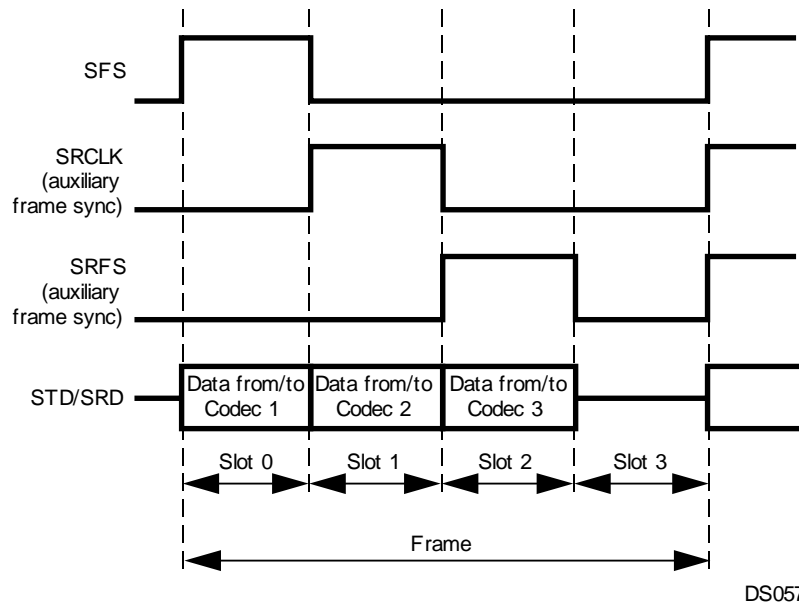 SFS
SRCLK
(auxiliary
frame sync)
SRFS
(auxiliary
frame sync)
STD/SRD
Data from/to
Codec 1
Data from/to
Codec 2
Data from/to
Codec 3
Slot 0
Slot 1
Slot 2
Slot 3
Frame
DS057